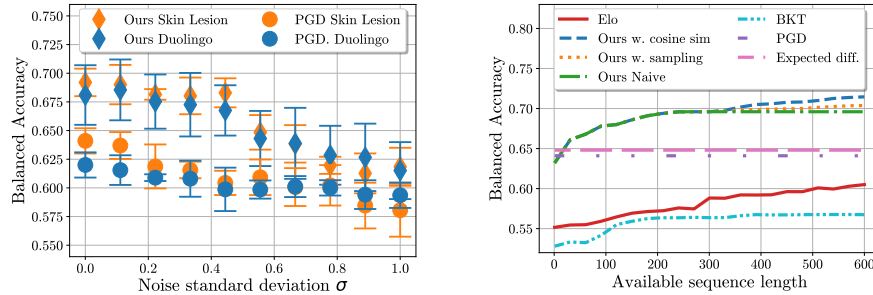 Ours Skin Lesion
Ours Duolingo
PGD Skin Lesion
PGD. Duolingo
Balanced Accuracy
0.750
0.725
0.700
0.675
0.650
0.625
0.600
0.575
0.550
0.0 0.2 0.4 0.6 0.8 1.0
Noise standard deviation σ
Elo
Ours w. cosine sim
Ours w. sampling
Ours Naive
BKT
PGD
Expected diff.
Balanced Accuracy
0.80
0.70
0.60
0.55
0 100 200 300 400 500 600
Available sequence length